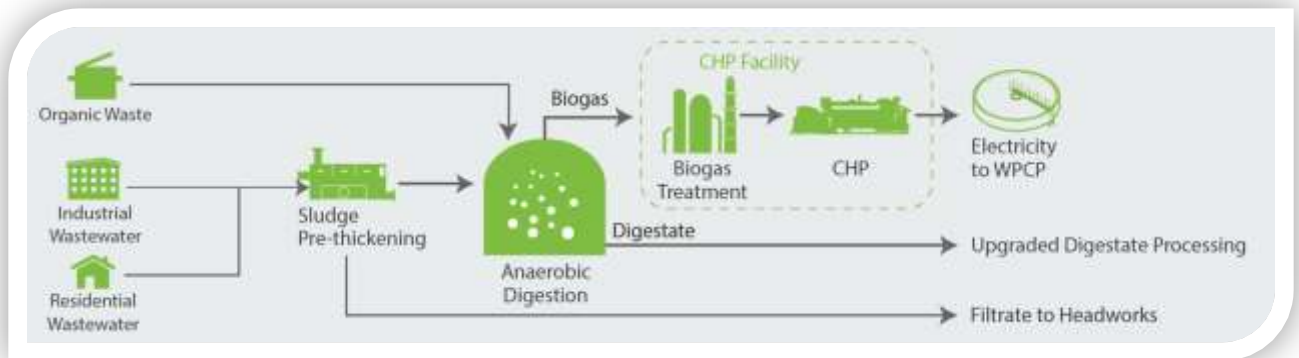 Organic Waste
Industrial
Wastewater
Residential
Wastewater
Sludge
Pre-thickening
Anaerobic
Digestion
Biogas
Digestate
CHP Facility
Biogas
Treatment
CHP
Electricity
to WPCP
Upgraded Digestate Processing
Filtrate to Headworks